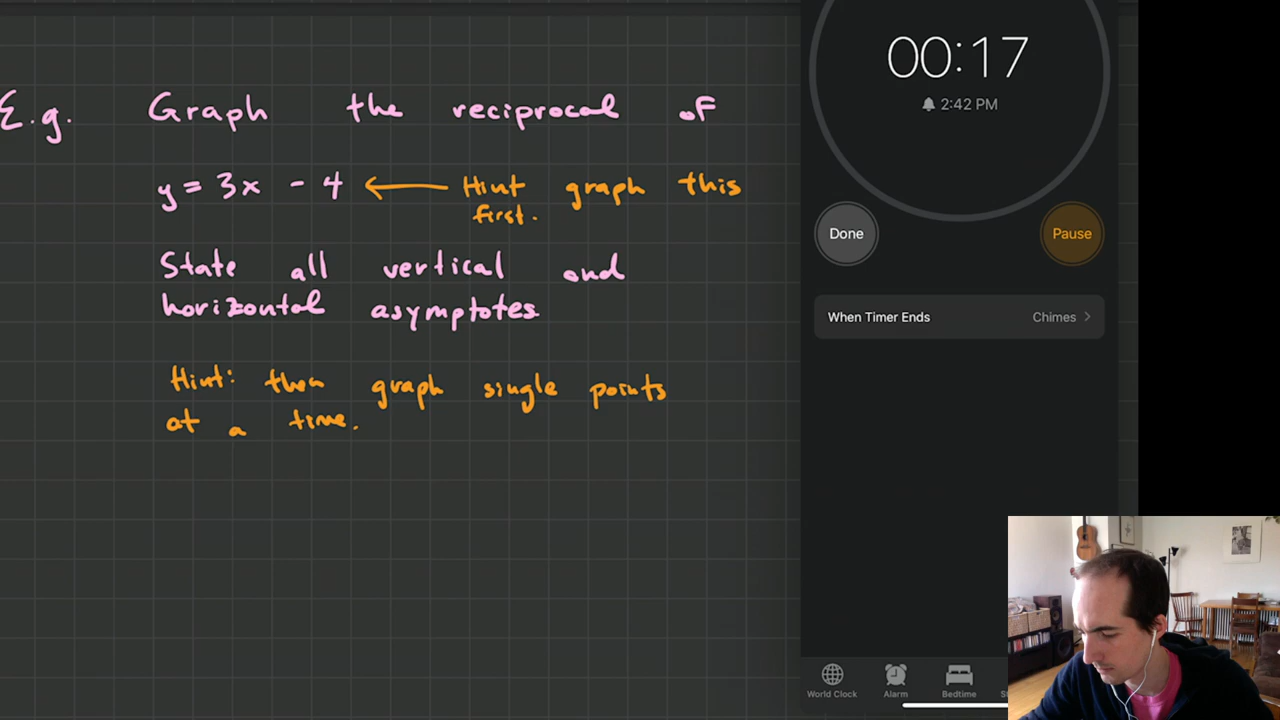 00:17
2:42 PM
E.g. Graph the reciprocal of
y = 3x - 4 ← Hint graph this
first.
Done
Pause
State all vertical and
horizontal asymptotes
When Timer Ends Chimes
Hint: then graph single points
at a time.
World Clock Alarm Bedtime